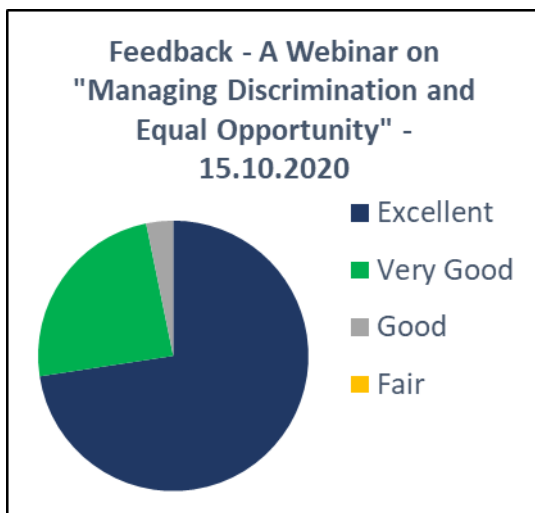 Feedback - A Webinar on
"Managing Discrimination and
Equal Opportunity" -
15.10.2020
Excellent
Very Good
Good
Fair